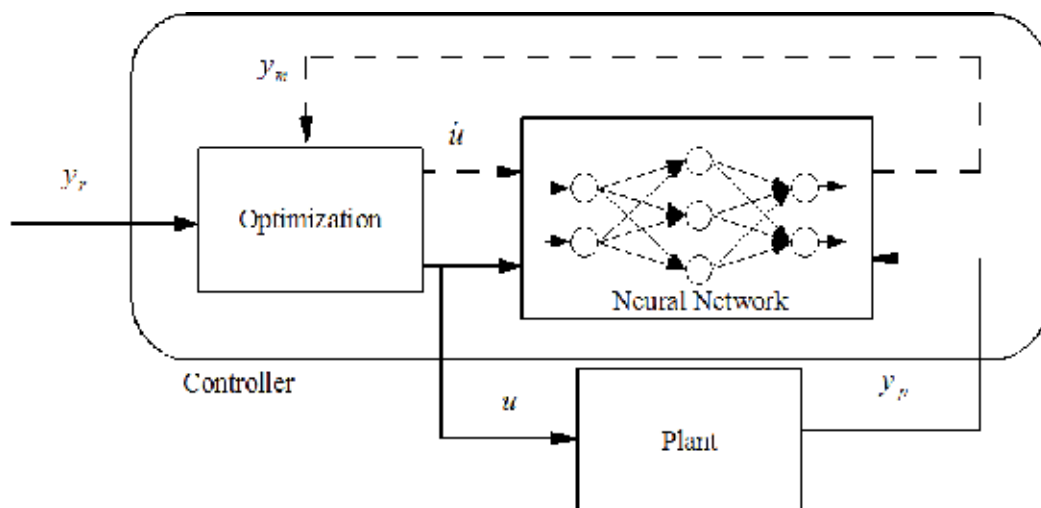 y_m
u̇
y_r
Optimization
Neural Network
Controller
u
y_p
Plant